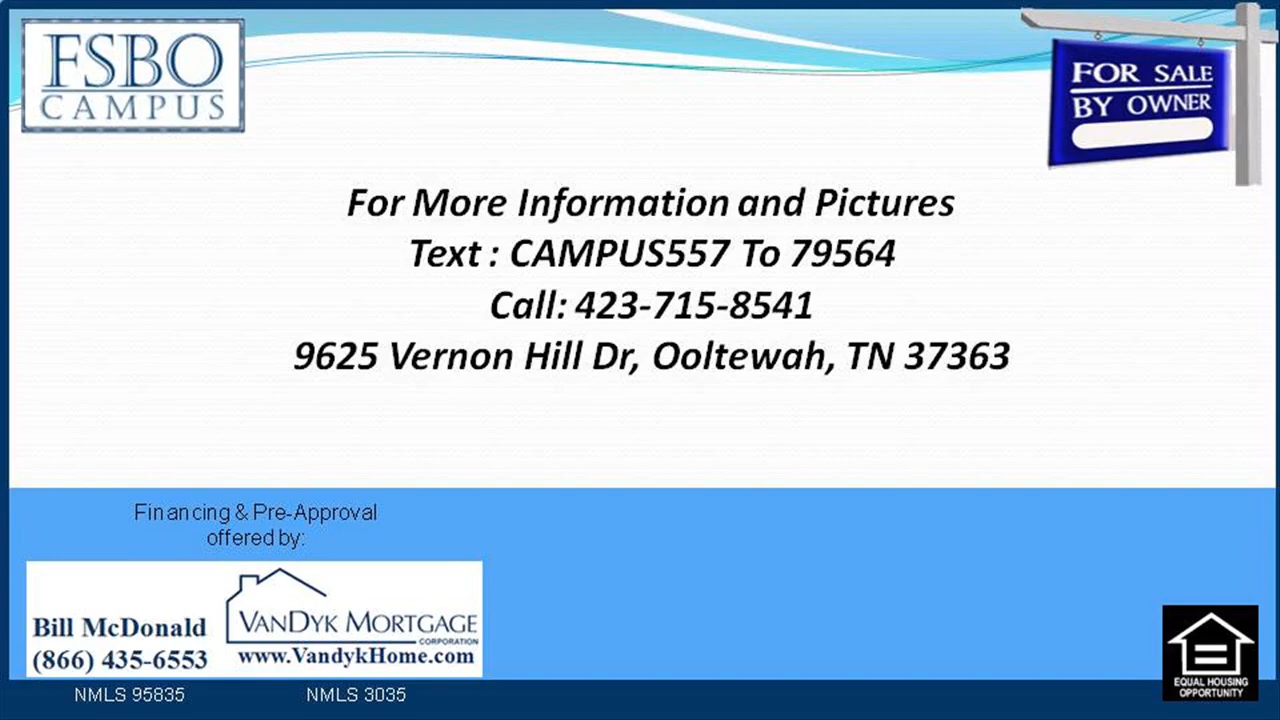 FSBO
CAMPUS
FOR SALE
BY OWNER
For More Information and Pictures
Text : CAMPUS557 To 79564
Call: 423-715-8541
9625 Vernon Hill Dr, Ooltewah, TN 37363
Financing & Pre-Approval
offered by:
Bill McDonald
(866) 435-6553
VANDYK MORTGAGE
CORPORATION
www.VandykHome.com
NMLS 95835
NMLS 3035
EQUAL HOUSING
OPPORTUNITY